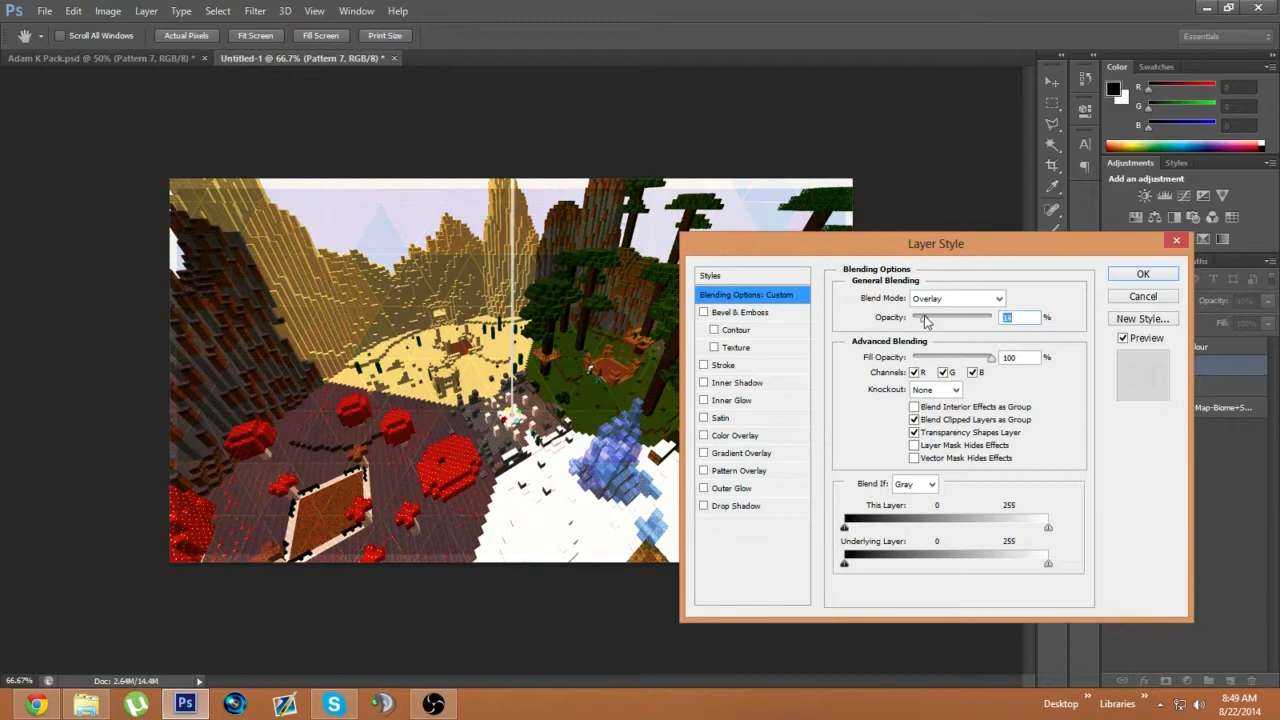 Ps File Edit Image Layer Type Select Filter 3D View Window Help
Scroll All Windows Actual Pixels Fit Screen Fill Screen Print Size Essentials
Adam K Pack.psd @ 50% (Pattern 7, RGB/8) * × Untitled-1 @ 66.7% (Pattern 7, RGB/8) * ×
Color Swatches
R 0
G 0
B 0
Adjustments Styles
Add an adjustment
Layer Style
Styles
Blending Options: Custom
Bevel & Emboss
Contour
Texture
Stroke
Inner Shadow
Inner Glow
Satin
Color Overlay
Gradient Overlay
Pattern Overlay
Outer Glow
Drop Shadow
Blending Options
General Blending
Blend Mode: Overlay
Opacity: %
Advanced Blending
Fill Opacity: 100 %
Channels: R G B
Knockout: None
Blend Interior Effects as Group
Blend Clipped Layers as Group
Transparency Shapes Layer
Layer Mask Hides Effects
Vector Mask Hides Effects
Blend If: Gray
This Layer: 0 255
Underlying Layer: 0 255
OK
Cancel
New Style...
Preview
Opacity:
Fill:
Map-Biome+S...
66.67% Doc: 2.64M/14.4M
Ps
Desktop » Libraries » 8:49 AM
8/22/2014